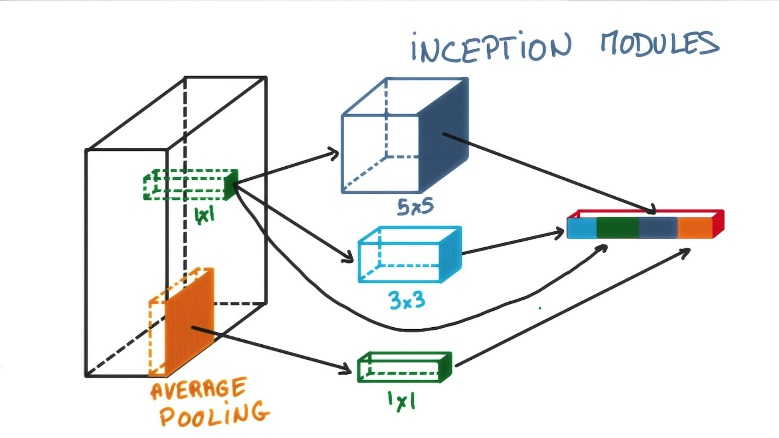 INCEPTION MODULES
1x1
5x5
3x3
1x1
AVERAGE
POOLING